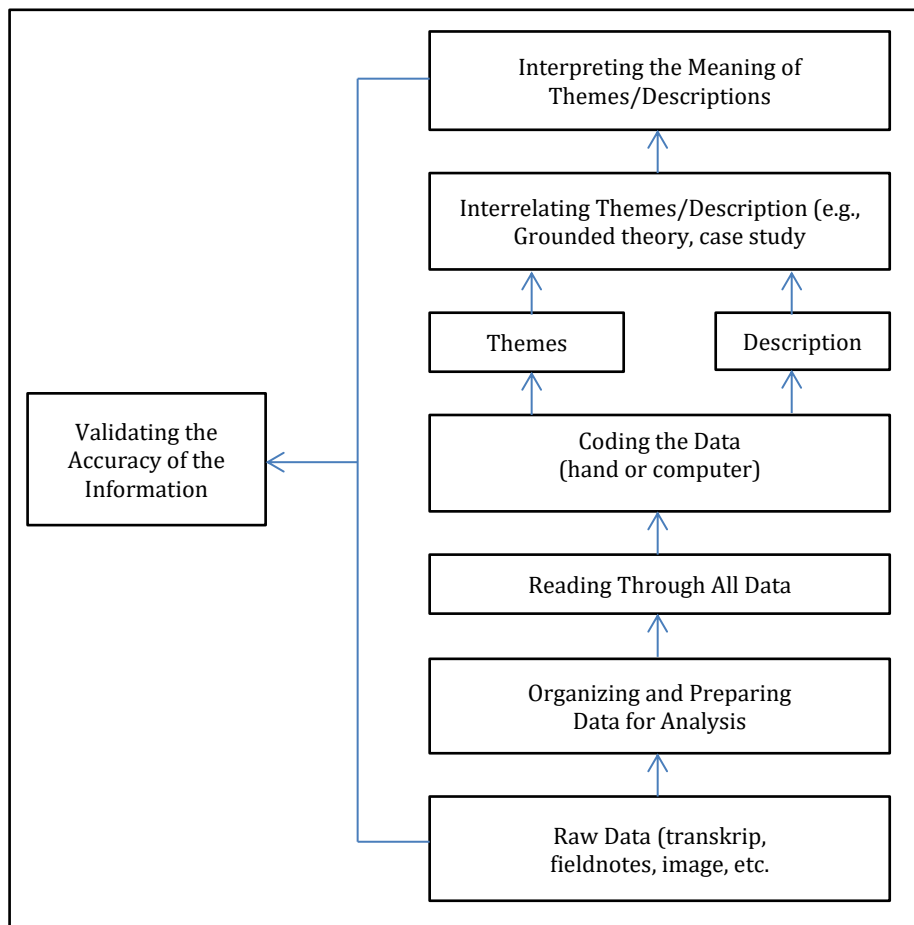 Interpreting the Meaning of
Themes/Descriptions
Interrelating Themes/Description (e.g.,
Grounded theory, case study
Themes
Description
Validating the
Accuracy of the
Information
Coding the Data
(hand or computer)
Reading Through All Data
Organizing and Preparing
Data for Analysis
Raw Data (transkrip,
fieldnotes, image, etc.